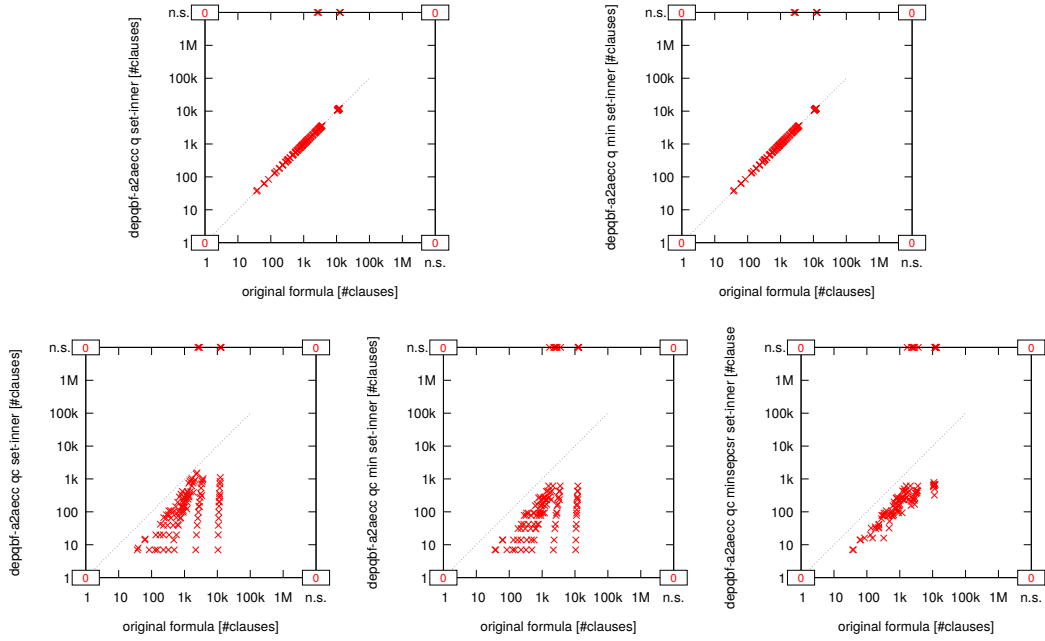 n.s. 0 0
1M
100k
10k
1k
100
10
1 0 0
1 10 100 1k 10k 100k 1M n.s.
original formula [#clauses]
depqbf-a2aecc q set-inner [#clauses]
n.s. 0 0
1M
100k
10k
1k
100
10
1 0 0
1 10 100 1k 10k 100k 1M n.s.
original formula [#clauses]
depqbf-a2aecc q min set-inner [#clauses]
n.s. 0 0
1M
100k
10k
1k
100
10
1 0 0
1 10 100 1k 10k 100k 1M n.s.
original formula [#clauses]
depqbf-a2aecc qc set-inner [#clauses]
n.s. 0 0
1M
100k
10k
1k
100
10
1 0 0
1 10 100 1k 10k 100k 1M n.s.
original formula [#clauses]
depqbf-a2aecc qc min set-inner [#clauses]
n.s. 0 0
1M
100k
10k
1k
100
10
1 0 0
1 10 100 1k 10k 100k 1M n.s.
original formula [#clauses]
depqbf-a2aecc qc minsepcsr set-inner [#clause